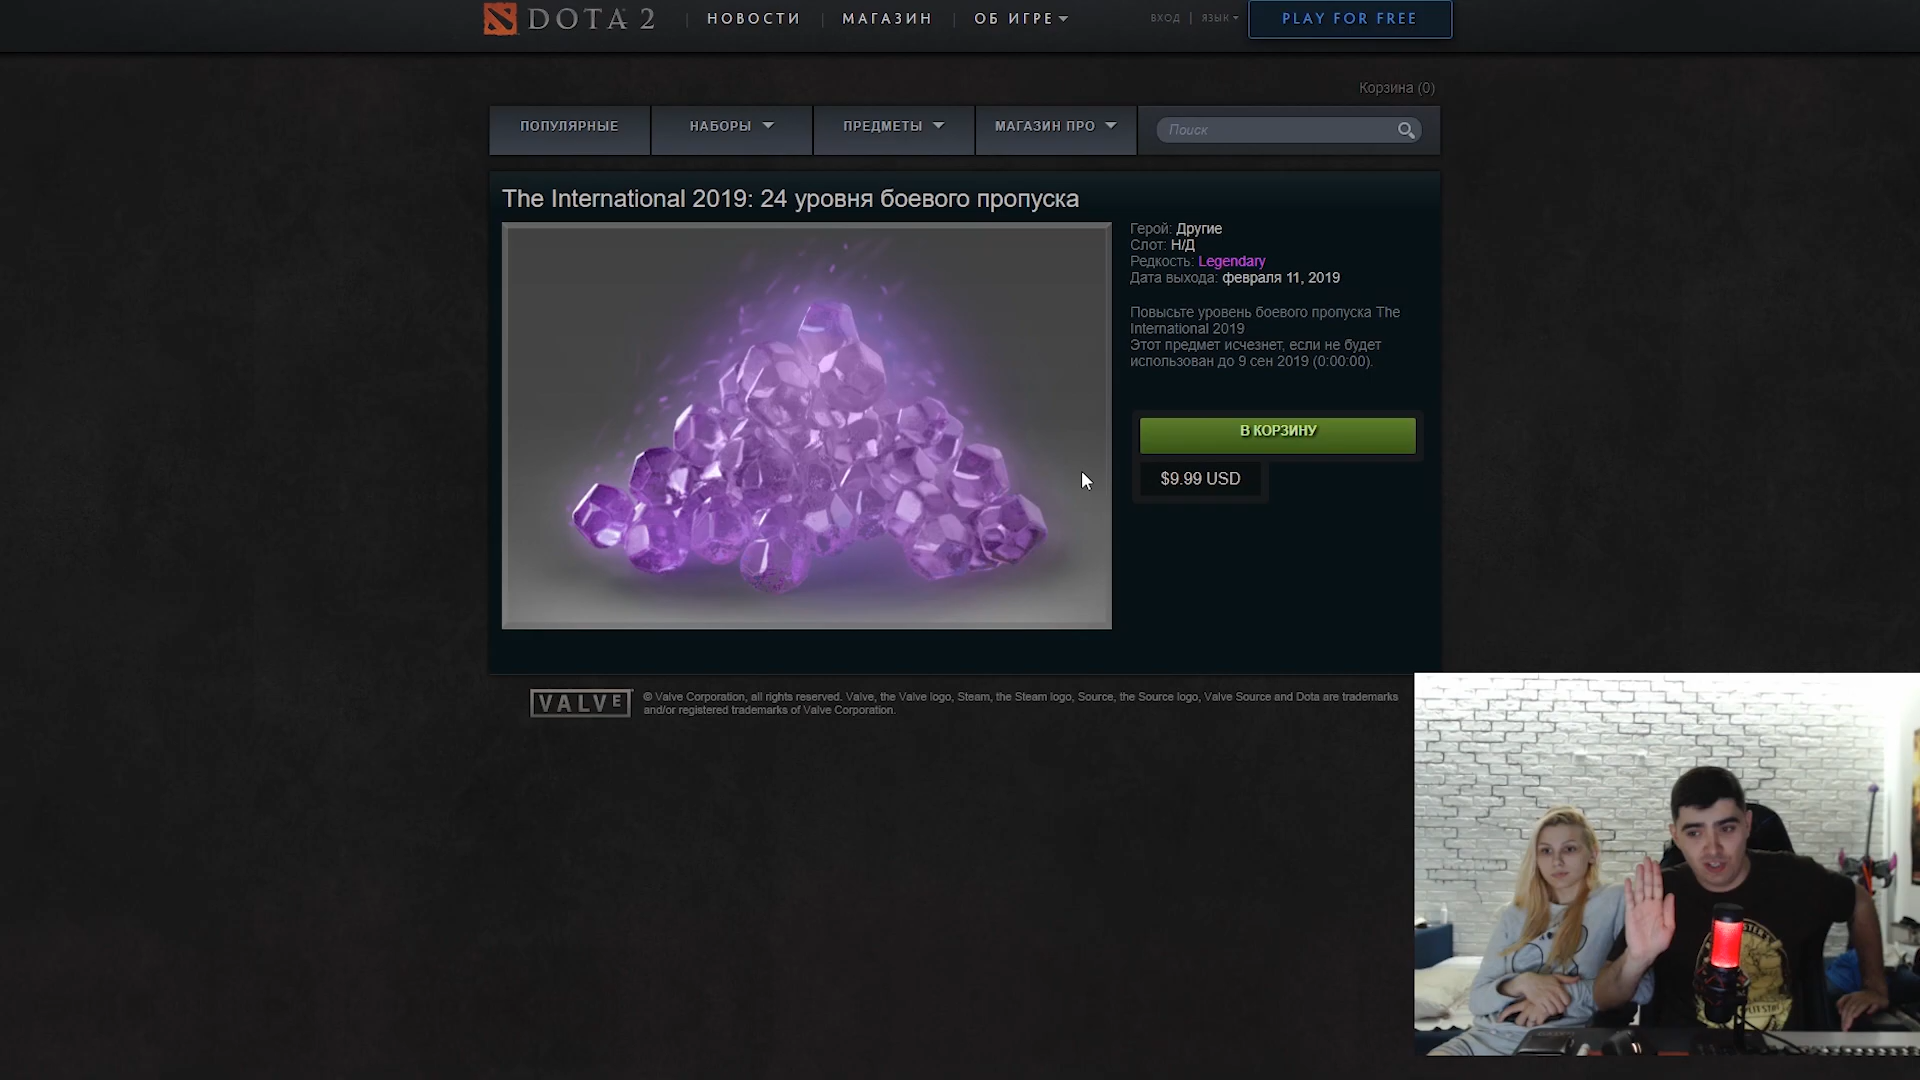 DOTA 2
НОВОСТИ
МАГАЗИН
ОБ ИГРЕ
ВХОД
ЯЗЫК
PLAY FOR FREE
Корзина (0)
ПОПУЛЯРНЫЕ
НАБОРЫ
ПРЕДМЕТЫ
МАГАЗИН ПРО
Поиск
The International 2019: 24 уровня боевого пропуска
Герой: Другие
Слот: Н/Д
Редкость: Legendary
Дата выхода: февраля 11, 2019
Повысьте уровень боевого пропуска The
International 2019
Этот предмет исчезнет, если не будет
использован до 9 сен 2019 (0:00:00).
В КОРЗИНУ
$9.99 USD
VALVE
© Valve Corporation, all rights reserved. Valve, the Valve logo, Steam, the Steam logo, Source, the Source logo, Valve Source and Dota are trademarks
and/or registered trademarks of Valve Corporation.